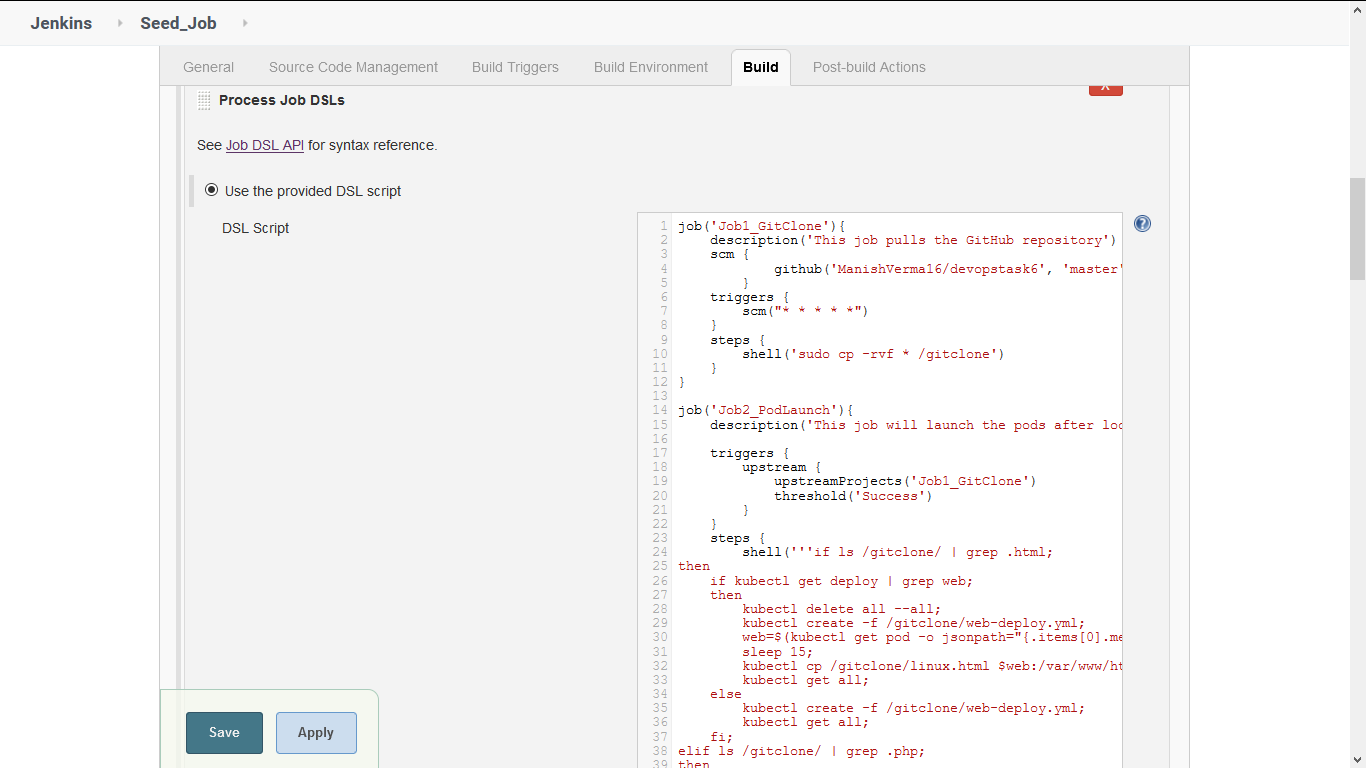 Jenkins Seed_Job
General Source Code Management Build Triggers Build Environment Build Post-build Actions
Process Job DSLs
X
See Job DSL API for syntax reference.
Use the provided DSL script
DSL Script
1 job('Job1_GitClone'){
2 description('This job pulls the GitHub repository')
3 scm {
4 github('ManishVerma16/devopstask6', 'master'
5 }
6 triggers {
7 scm("* * * * *")
8 }
9 steps {
10 shell('sudo cp -rvf * /gitclone')
11 }
12 }
13
14 job('Job2_PodLaunch'){
15 description('This job will launch the pods after loo
16
17 triggers {
18 upstream {
19 upstreamProjects('Job1_GitClone')
20 threshold('Success')
21 }
22 }
23 steps {
24 shell('''if ls /gitclone/ | grep .html;
25 then
26 if kubectl get deploy | grep web;
27 then
28 kubectl delete all --all;
29 kubectl create -f /gitclone/web-deploy.yml;
30 web=$(kubectl get pod -o jsonpath="{.items[0].me
31 sleep 15;
32 kubectl cp /gitclone/linux.html $web:/var/www/ht
33 kubectl get all;
34 else
35 kubectl create -f /gitclone/web-deploy.yml;
36 kubectl get all;
37 fi;
38 elif ls /gitclone/ | grep .php;
39 then
Save Apply